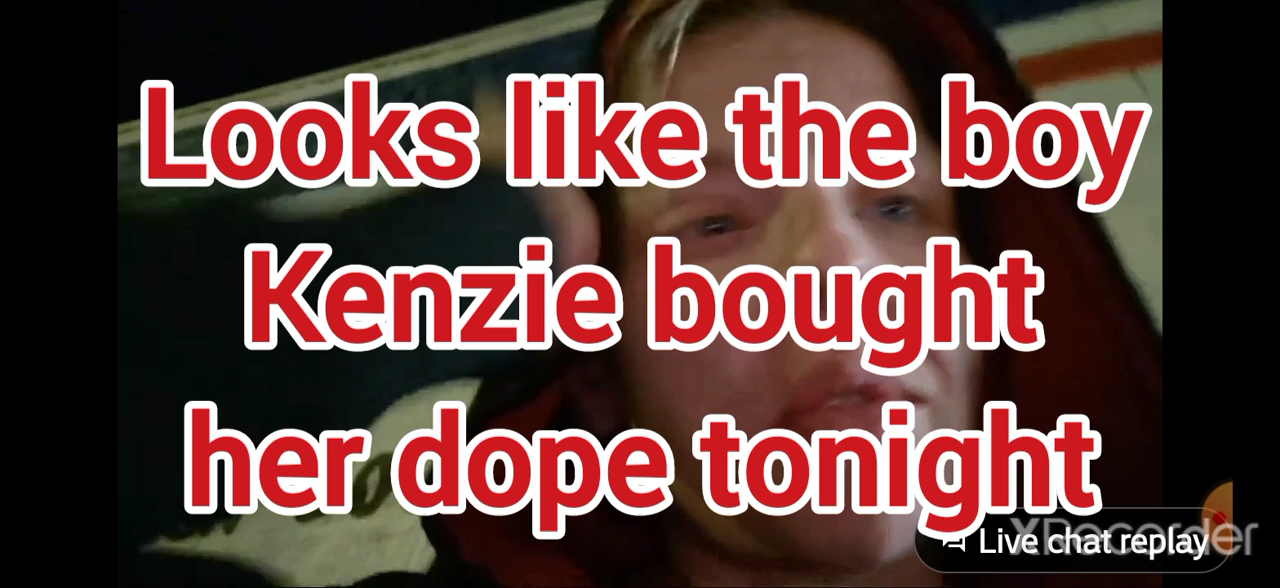 Looks like the boy
Kenzie bought
her dope tonight
Live chat replay
XRecorder